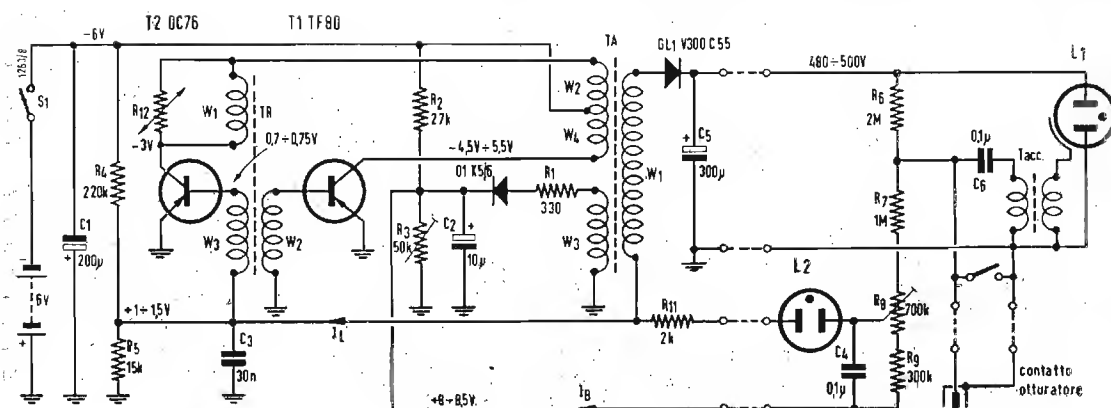 T2 OC76
T1 TF80
-6V
TA
GL1 V300 C55
480÷500V
L1
S1
R12
W1
TR
R2
27k
W2
W4
R6
2M
-3V
0,7÷0,75V
C5
300µ
0,1µ
C6
Tacc.
R4
220k
-4,5V÷5,5V
R1
330
W1
R7
1M
C1
200µ
W3
W2
R3
50k
C2
10µ
W3
6V
L2
R8
700k
+1÷1,5V
IL
R11
2k
R5
15k
C3
30n
C4
0,1µ
R9
300k
contatto
otturatore
+8÷8,5V.
IB